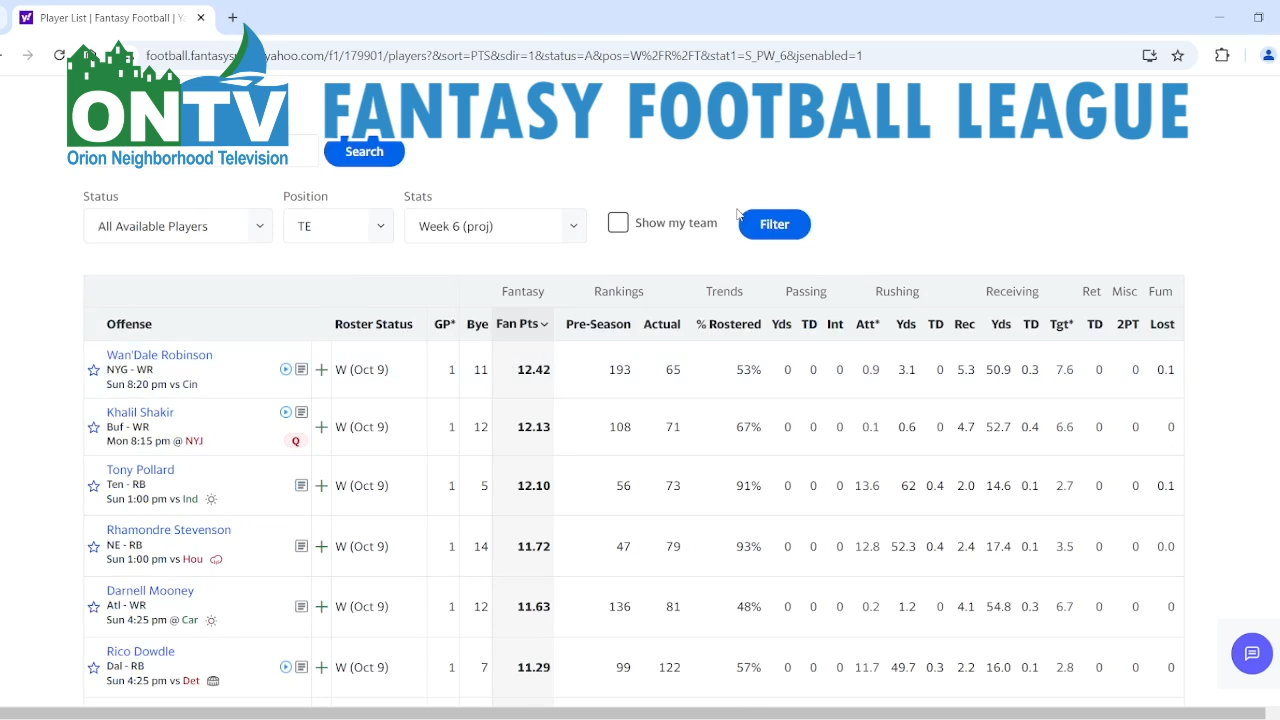 Player List | Fantasy Football | Y
football.fantasys yahoo.com/f1/179901/players?&sort=PTS&sdir=1&status=A&pos=W%2FR%2FT&stat1=S_PW_6&jsenabled=1
ONTV
Orion Neighborhood Television
FANTASY FOOTBALL LEAGUE
Search
Status Position Stats
All Available Players TE Week 6 (proj) Show my team Filter
Fantasy Rankings Trends Passing Rushing Receiving Ret Misc Fum
Offense Roster Status GP* Bye Fan Pts Pre-Season Actual % Rostered Yds TD Int Att* Yds TD Rec Yds TD Tgt* TD 2PT Lost
Wan'Dale Robinson
NYG - WR
Sun 8:20 pm vs Cin
W (Oct 9) 1 11 12.42 193 65 53% 0 0 0 0.9 3.1 0 5.3 50.9 0.3 7.6 0 0 0.1
Khalil Shakir
Buf - WR
Mon 8:15 pm @ NYJ
Q
W (Oct 9) 1 12 12.13 108 71 67% 0 0 0 0.1 0.6 0 4.7 52.7 0.4 6.6 0 0 0
Tony Pollard
Ten - RB
Sun 1:00 pm vs Ind
W (Oct 9) 1 5 12.10 56 73 91% 0 0 0 13.6 62 0.4 2.0 14.6 0.1 2.7 0 0 0.1
Rhamondre Stevenson
NE - RB
Sun 1:00 pm vs Hou
W (Oct 9) 1 14 11.72 47 79 93% 0 0 0 12.8 52.3 0.4 2.4 17.4 0.1 3.5 0 0 0.0
Darnell Mooney
Atl - WR
Sun 4:25 pm @ Car
W (Oct 9) 1 12 11.63 136 81 48% 0 0 0 0.2 1.2 0 4.1 54.8 0.3 6.7 0 0 0
Rico Dowdle
Dal - RB
Sun 4:25 pm vs Det
W (Oct 9) 1 7 11.29 99 122 57% 0 0 0 11.7 49.7 0.3 2.2 16.0 0.1 2.8 0 0 0